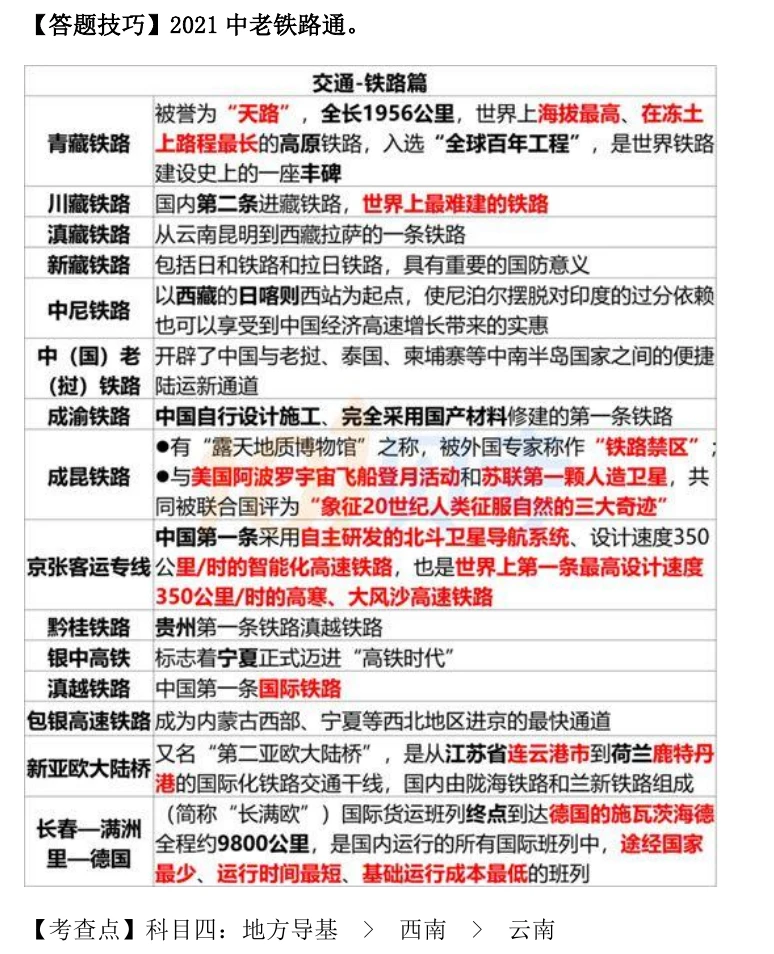 【答题技巧】2021 中老铁路通。
交通-铁路篇
青藏铁路
被誉为“天路”，全长1956公里，世界上海拔最高、在冻土
上路程最长的高原铁路，入选“全球百年工程”，是世界铁路
建设史上的一座丰碑
川藏铁路
国内第二条进藏铁路，世界上最难建的铁路
滇藏铁路
从云南昆明到西藏拉萨的一条铁路
新藏铁路
包括日和铁路和拉日铁路，具有重要的国防意义
中尼铁路
以西藏的日喀则西站为起点，使尼泊尔摆脱对印度的过分依赖
也可以享受到中国经济高速增长带来的实惠
中（国）老
（挝）铁路
开辟了中国与老挝、泰国、柬埔寨等中南半岛国家之间的便捷
陆运新通道
成渝铁路
中国自行设计施工、完全采用国产材料修建的第一条铁路
成昆铁路
●有“露天地质博物馆”之称，被外国专家称作“铁路禁区”；
●与美国阿波罗宇宙飞船登月活动和苏联第一颗人造卫星，共
同被联合国评为“象征20世纪人类征服自然的三大奇迹”
京张客运专线
中国第一条采用自主研发的北斗卫星导航系统、设计速度350
公里/时的智能化高速铁路，也是世界上第一条最高设计速度
350公里/时的高寒、大风沙高速铁路
黔桂铁路
贵州第一条铁路滇越铁路
银中高铁
标志着宁夏正式迈进“高铁时代”
滇越铁路
中国第一条国际铁路
包银高速铁路
成为内蒙古西部、宁夏等西北地区进京的最快通道
新亚欧大陆桥
又名“第二亚欧大陆桥”，是从江苏省连云港市到荷兰鹿特丹
港的国际化铁路交通干线，国内由陇海铁路和兰新铁路组成
长春—满洲
里—德国
（简称“长满欧”）国际货运班列终点到达德国的施瓦茨海德
全程约9800公里，是国内运行的所有国际班列中，途经国家
最少、运行时间最短、基础运行成本最低的班列
【考查点】科目四：地方导基 > 西南 > 云南